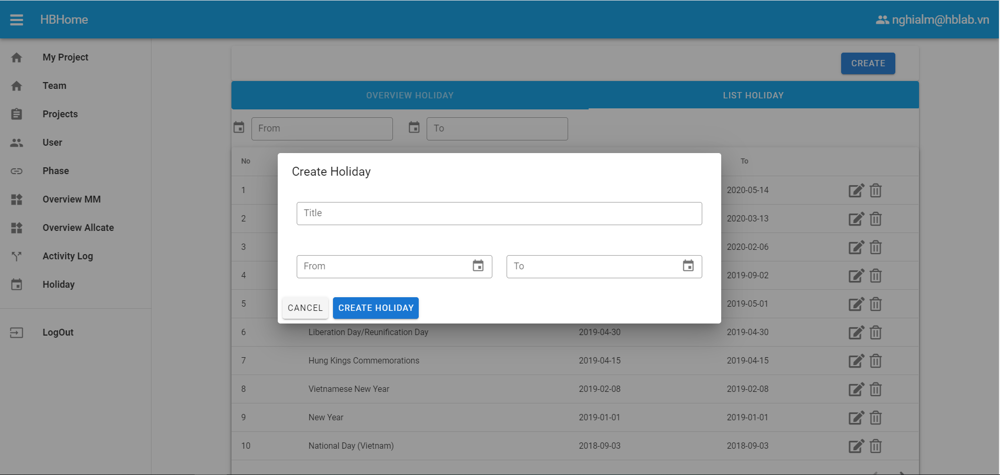 HBHome
nghialm@hblab.vn
My Project
Team
Projects
User
Phase
Overview MM
Overview Allcate
Activity Log
Holiday
LogOut
CREATE
OVERVIEW HOLIDAY LIST HOLIDAY
From To
No To
1 2020-05-14
2 2020-03-13
3 2020-02-06
4 2019-09-02
5 2019-05-01
Create Holiday
Title
From To
CANCEL CREATE HOLIDAY
6 Liberation Day/Reunification Day 2019-04-30 2019-04-30
7 Hung Kings Commemorations 2019-04-15 2019-04-15
8 Vietnamese New Year 2019-02-08 2019-02-08
9 New Year 2019-01-01 2019-01-01
10 National Day (Vietnam) 2018-09-03 2018-09-03